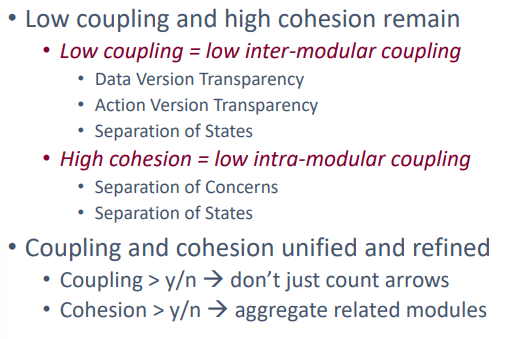 • Low coupling and high cohesion remain
• Low coupling = low inter-modular coupling
• Data Version Transparency
• Action Version Transparency
• Separation of States
• High cohesion = low intra-modular coupling
• Separation of Concerns
• Separation of States
• Coupling and cohesion unified and refined
• Coupling > y/n → don’t just count arrows
• Cohesion > y/n → aggregate related modules